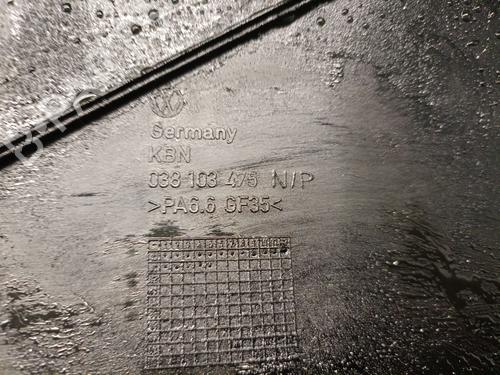 Germany
KBN
038 103 475 N/P
>PA6.6 GF35<